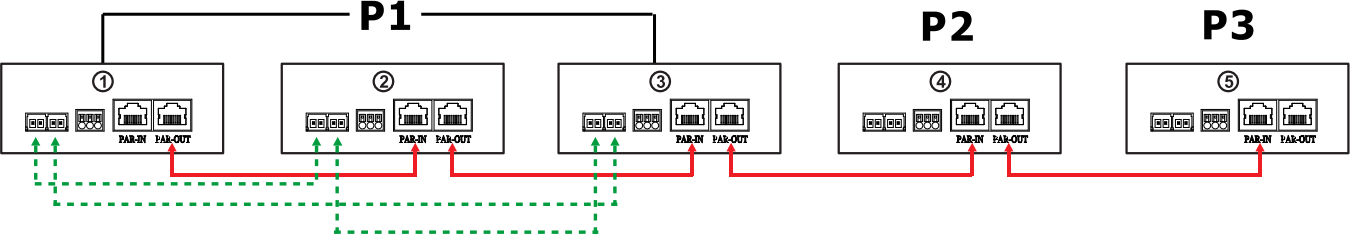 P1
P2
P3
①
②
③
④
⑤
PAR-IN PAR-OUT
PAR-IN PAR-OUT
PAR-IN PAR-OUT
PAR-IN PAR-OUT
PAR-IN PAR-OUT